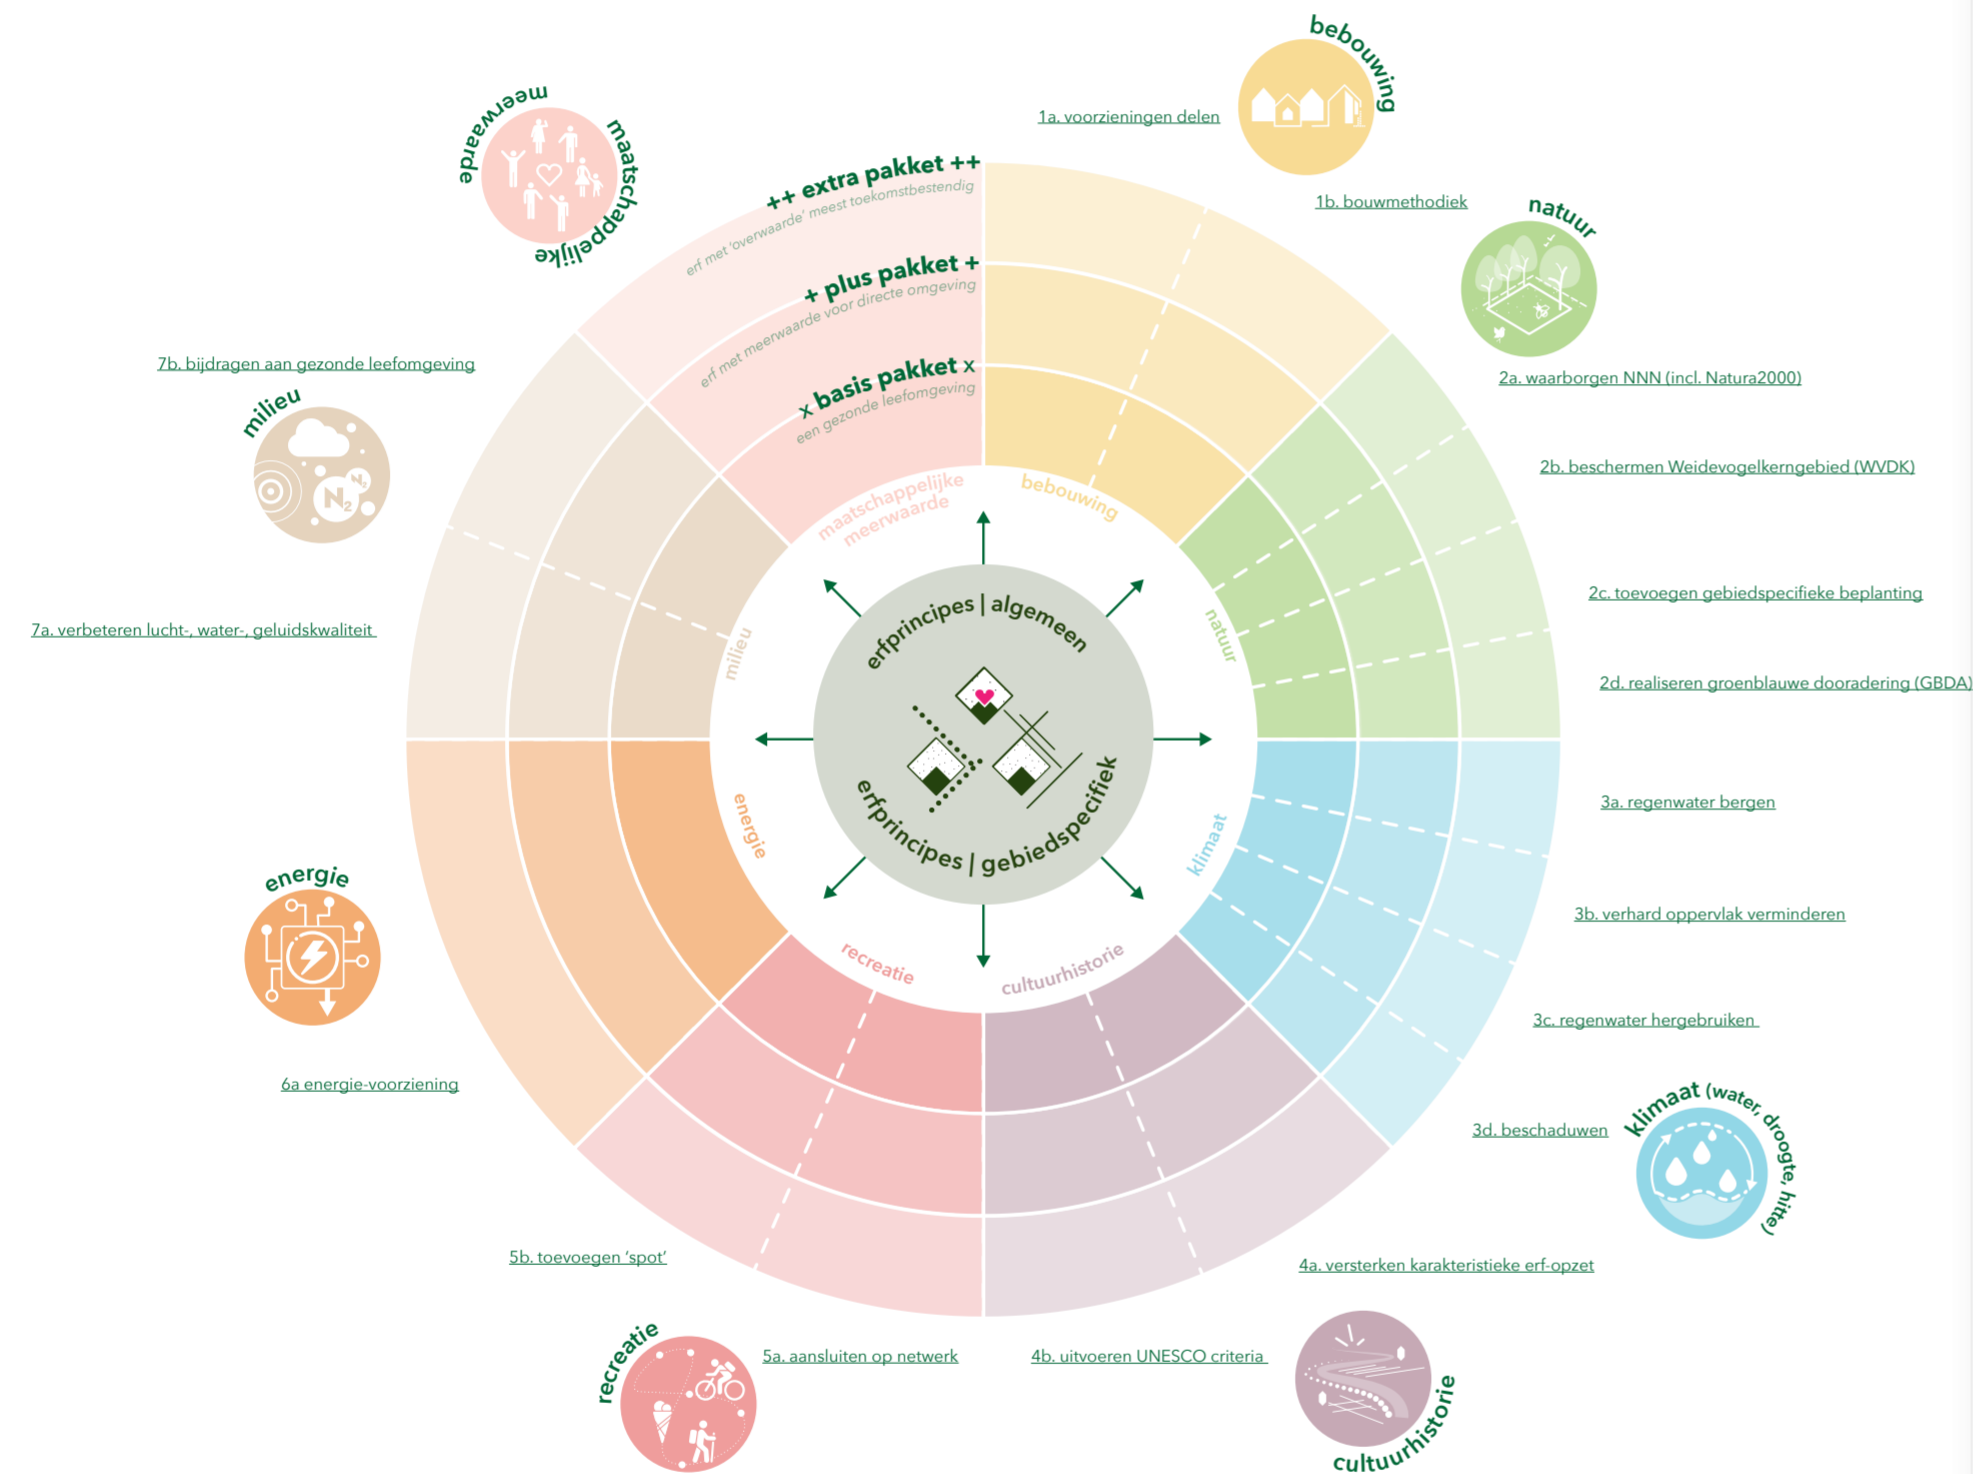 bebouwing
1a. voorzieningen delen
1b. bouwmethodiek
natuur
2a. waarborgen NNN (incl. Natura2000)
2b. beschermen Weidevogelkerngebied (WVDK)
2c. toevoegen gebiedspecifieke beplanting
2d. realiseren groenblauwe dooradering (GBDA)
3a. regenwater bergen
3b. verhard oppervlak verminderen
3c. regenwater hergebruiken
3d. beschaduwen
klimaat (water, droogte, hitte)
4a. versterken karakteristieke erf-opzet
4b. uitvoeren UNESCO criteria
cultuurhistorie
5a. aansluiten op netwerk
5b. toevoegen ‘spot’
recreatie
6a energie-voorziening
energie
7a. verbeteren lucht-, water-, geluidskwaliteit
7b. bijdragen aan gezonde leefomgeving
milieu
N2
N2
maatschappelijke
meerwaarde
++ extra pakket ++
erf met ‘overwaarde’ meest toekomstbestendig
+ plus pakket +
erf met meerwaarde voor directe omgeving
x basis pakket x
een gezonde leefomgeving
maatschappelijke
meerwaarde
bebouwing
natuur
klimaat
cultuurhistorie
recreatie
energie
milieu
erfprincipes | algemeen
erfprincipes | gebiedspecifiek